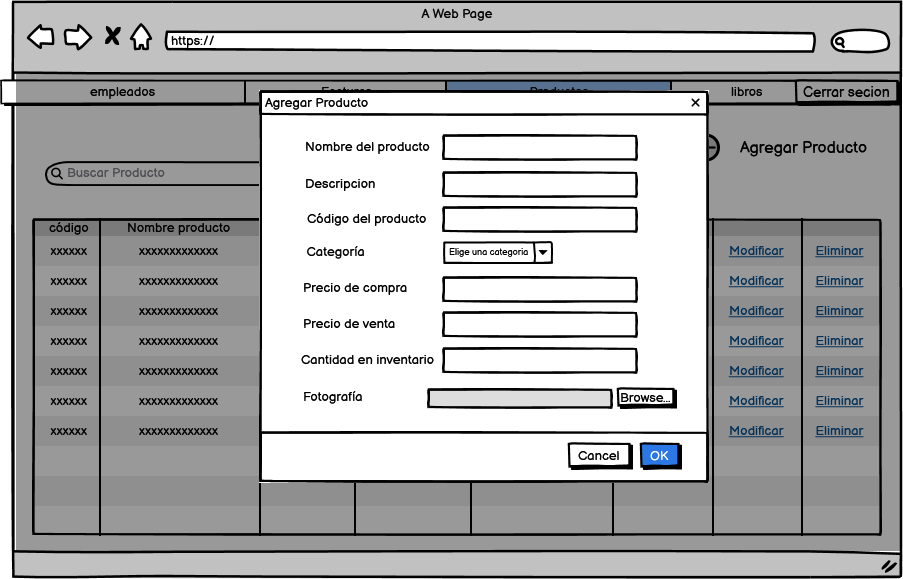 A Web Page
https://
empleados
Facturas
Productos
libros
Cerrar secion
Agregar Producto
Nombre del producto
Descripcion
Código del producto
Categoría
Elige una categoria
Precio de compra
Precio de venta
Cantidad en inventario
Fotografía
Browse...
Cancel
OK
Agregar Producto
Buscar Producto
código Nombre producto
xxxxxx xxxxxxxxxxxxx Modificar Eliminar
xxxxxx xxxxxxxxxxxxx Modificar Eliminar
xxxxxx xxxxxxxxxxxxx Modificar Eliminar
xxxxxx xxxxxxxxxxxxx Modificar Eliminar
xxxxxx xxxxxxxxxxxxx Modificar Eliminar
xxxxxx xxxxxxxxxxxxx Modificar Eliminar
xxxxxx xxxxxxxxxxxxx Modificar Eliminar